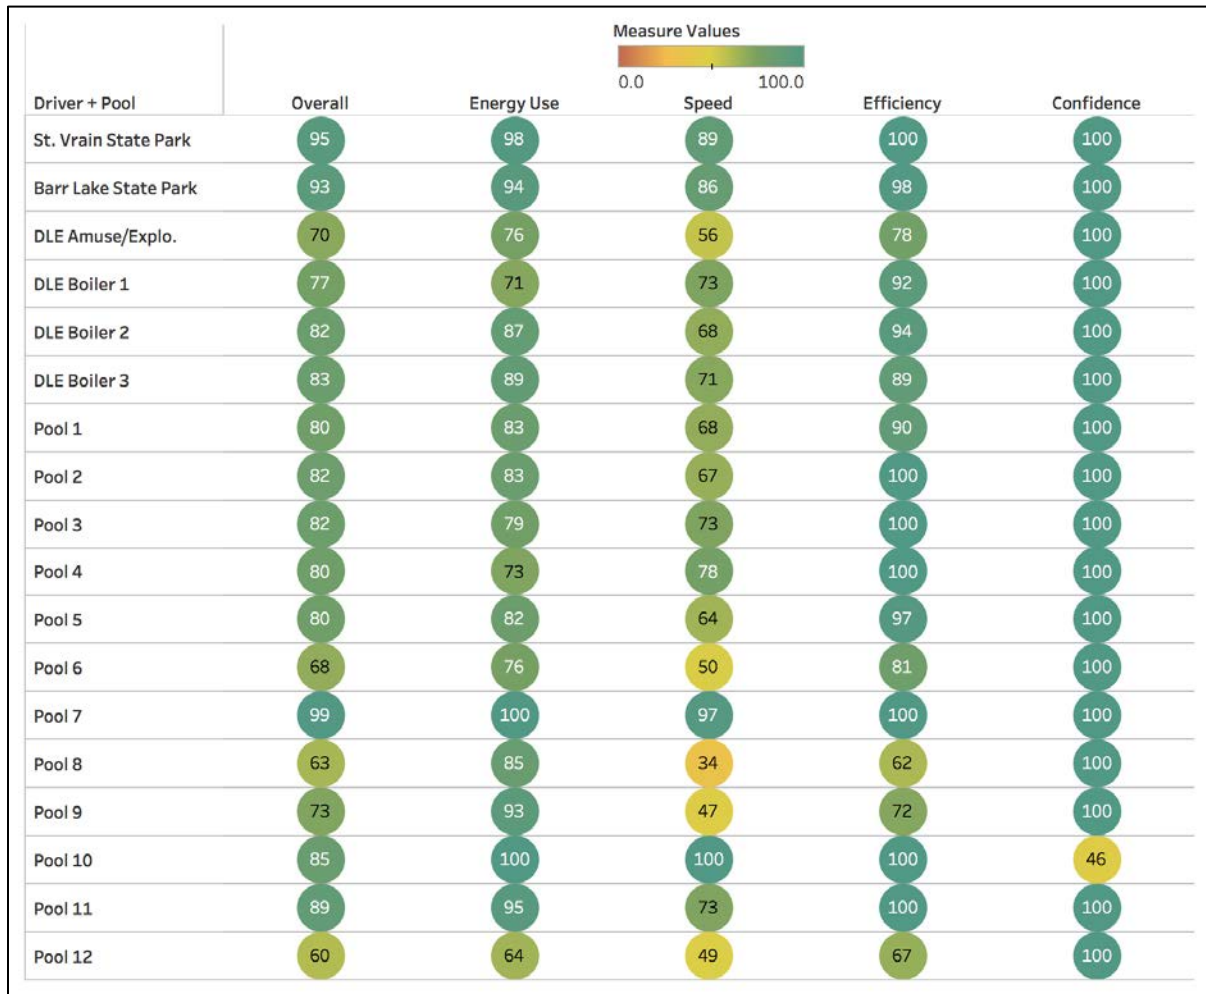 Measure Values
0.0 100.0
Driver + Pool Overall Energy Use Speed Efficiency Confidence
St. Vrain State Park 95 98 89 100 100
Barr Lake State Park 93 94 86 98 100
DLE Amuse/Explo. 70 76 56 78 100
DLE Boiler 1 77 71 73 92 100
DLE Boiler 2 82 87 68 94 100
DLE Boiler 3 83 89 71 89 100
Pool 1 80 83 68 90 100
Pool 2 82 83 67 100 100
Pool 3 82 79 73 100 100
Pool 4 80 73 78 100 100
Pool 5 80 82 64 97 100
Pool 6 68 76 50 81 100
Pool 7 99 100 97 100 100
Pool 8 63 85 34 62 100
Pool 9 73 93 47 72 100
Pool 10 85 100 100 100 46
Pool 11 89 95 73 100 100
Pool 12 60 64 49 67 100